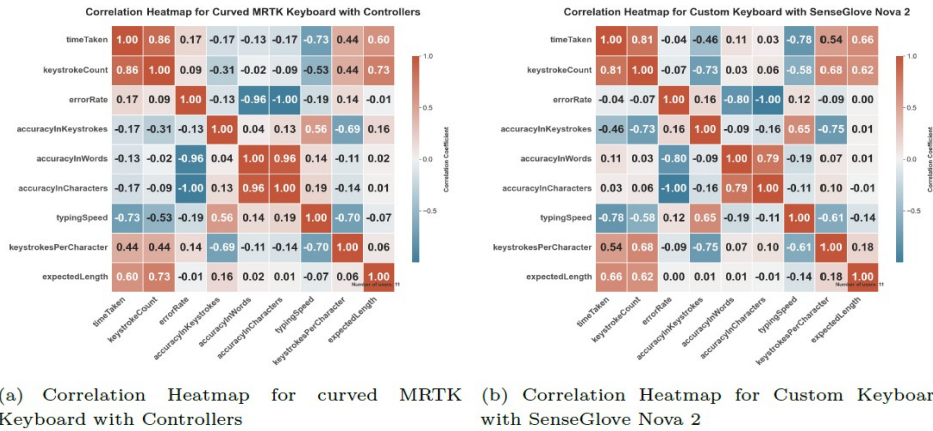 Correlation Heatmap for Curved MRTK Keyboard with Controllers
timeTaken 1.00 0.86 0.17 -0.17 -0.13 -0.17 -0.73 0.44 0.60
keystrokeCount 0.86 1.00 0.09 -0.31 -0.02 -0.09 -0.53 0.44 0.73
errorRate 0.17 0.09 1.00 -0.13 -0.96 -1.00 -0.19 0.14 -0.01
accuracyInKeystrokes -0.17 -0.31 -0.13 1.00 0.04 0.13 0.56 -0.69 0.16
accuracyInWords -0.13 -0.02 -0.96 0.04 1.00 0.96 0.14 -0.11 0.02
accuracyInCharacters -0.17 -0.09 -1.00 0.13 0.96 1.00 0.19 -0.14 0.01
typingSpeed -0.73 -0.53 -0.19 0.56 0.14 0.19 1.00 -0.70 -0.07
keystrokesPerCharacter 0.44 0.44 0.14 -0.69 -0.11 -0.14 -0.70 1.00 0.06
expectedLength 0.60 0.73 -0.01 0.16 0.02 0.01 -0.07 0.06 1.00
Number of users: 11
timeTaken keystrokeCount errorRate accuracyInKeystrokes accuracyInWords accuracyInCharacters typingSpeed keystrokesPerCharacter expectedLength
1.0
0.5
0.0
-0.5
Correlation Coefficient
Correlation Heatmap for Custom Keyboard with SenseGlove Nova 2
timeTaken 1.00 0.81 -0.04 -0.46 0.11 0.03 -0.78 0.54 0.66
keystrokeCount 0.81 1.00 -0.07 -0.73 0.03 0.06 -0.58 0.68 0.62
errorRate -0.04 -0.07 1.00 0.16 -0.80 -1.00 0.12 -0.09 0.00
accuracyInKeystrokes -0.46 -0.73 0.16 1.00 -0.09 -0.16 0.65 -0.75 0.01
accuracyInWords 0.11 0.03 -0.80 -0.09 1.00 0.79 -0.19 0.07 0.01
accuracyInCharacters 0.03 0.06 -1.00 -0.16 0.79 1.00 -0.11 0.10 -0.01
typingSpeed -0.78 -0.58 0.12 0.65 -0.19 -0.11 1.00 -0.61 -0.14
keystrokesPerCharacter 0.54 0.68 -0.09 -0.75 0.07 0.10 -0.61 1.00 0.18
expectedLength 0.66 0.62 0.00 0.01 0.01 -0.01 -0.14 0.18 1.00
Number of users: 11
timeTaken keystrokeCount errorRate accuracyInKeystrokes accuracyInWords accuracyInCharacters typingSpeed keystrokesPerCharacter expectedLength
1.0
0.5
0.0
-0.5
Correlation Coefficient
(a) Correlation Heatmap for curved MRTK
Keyboard with Controllers
(b) Correlation Heatmap for Custom Keyboar
with SenseGlove Nova 2